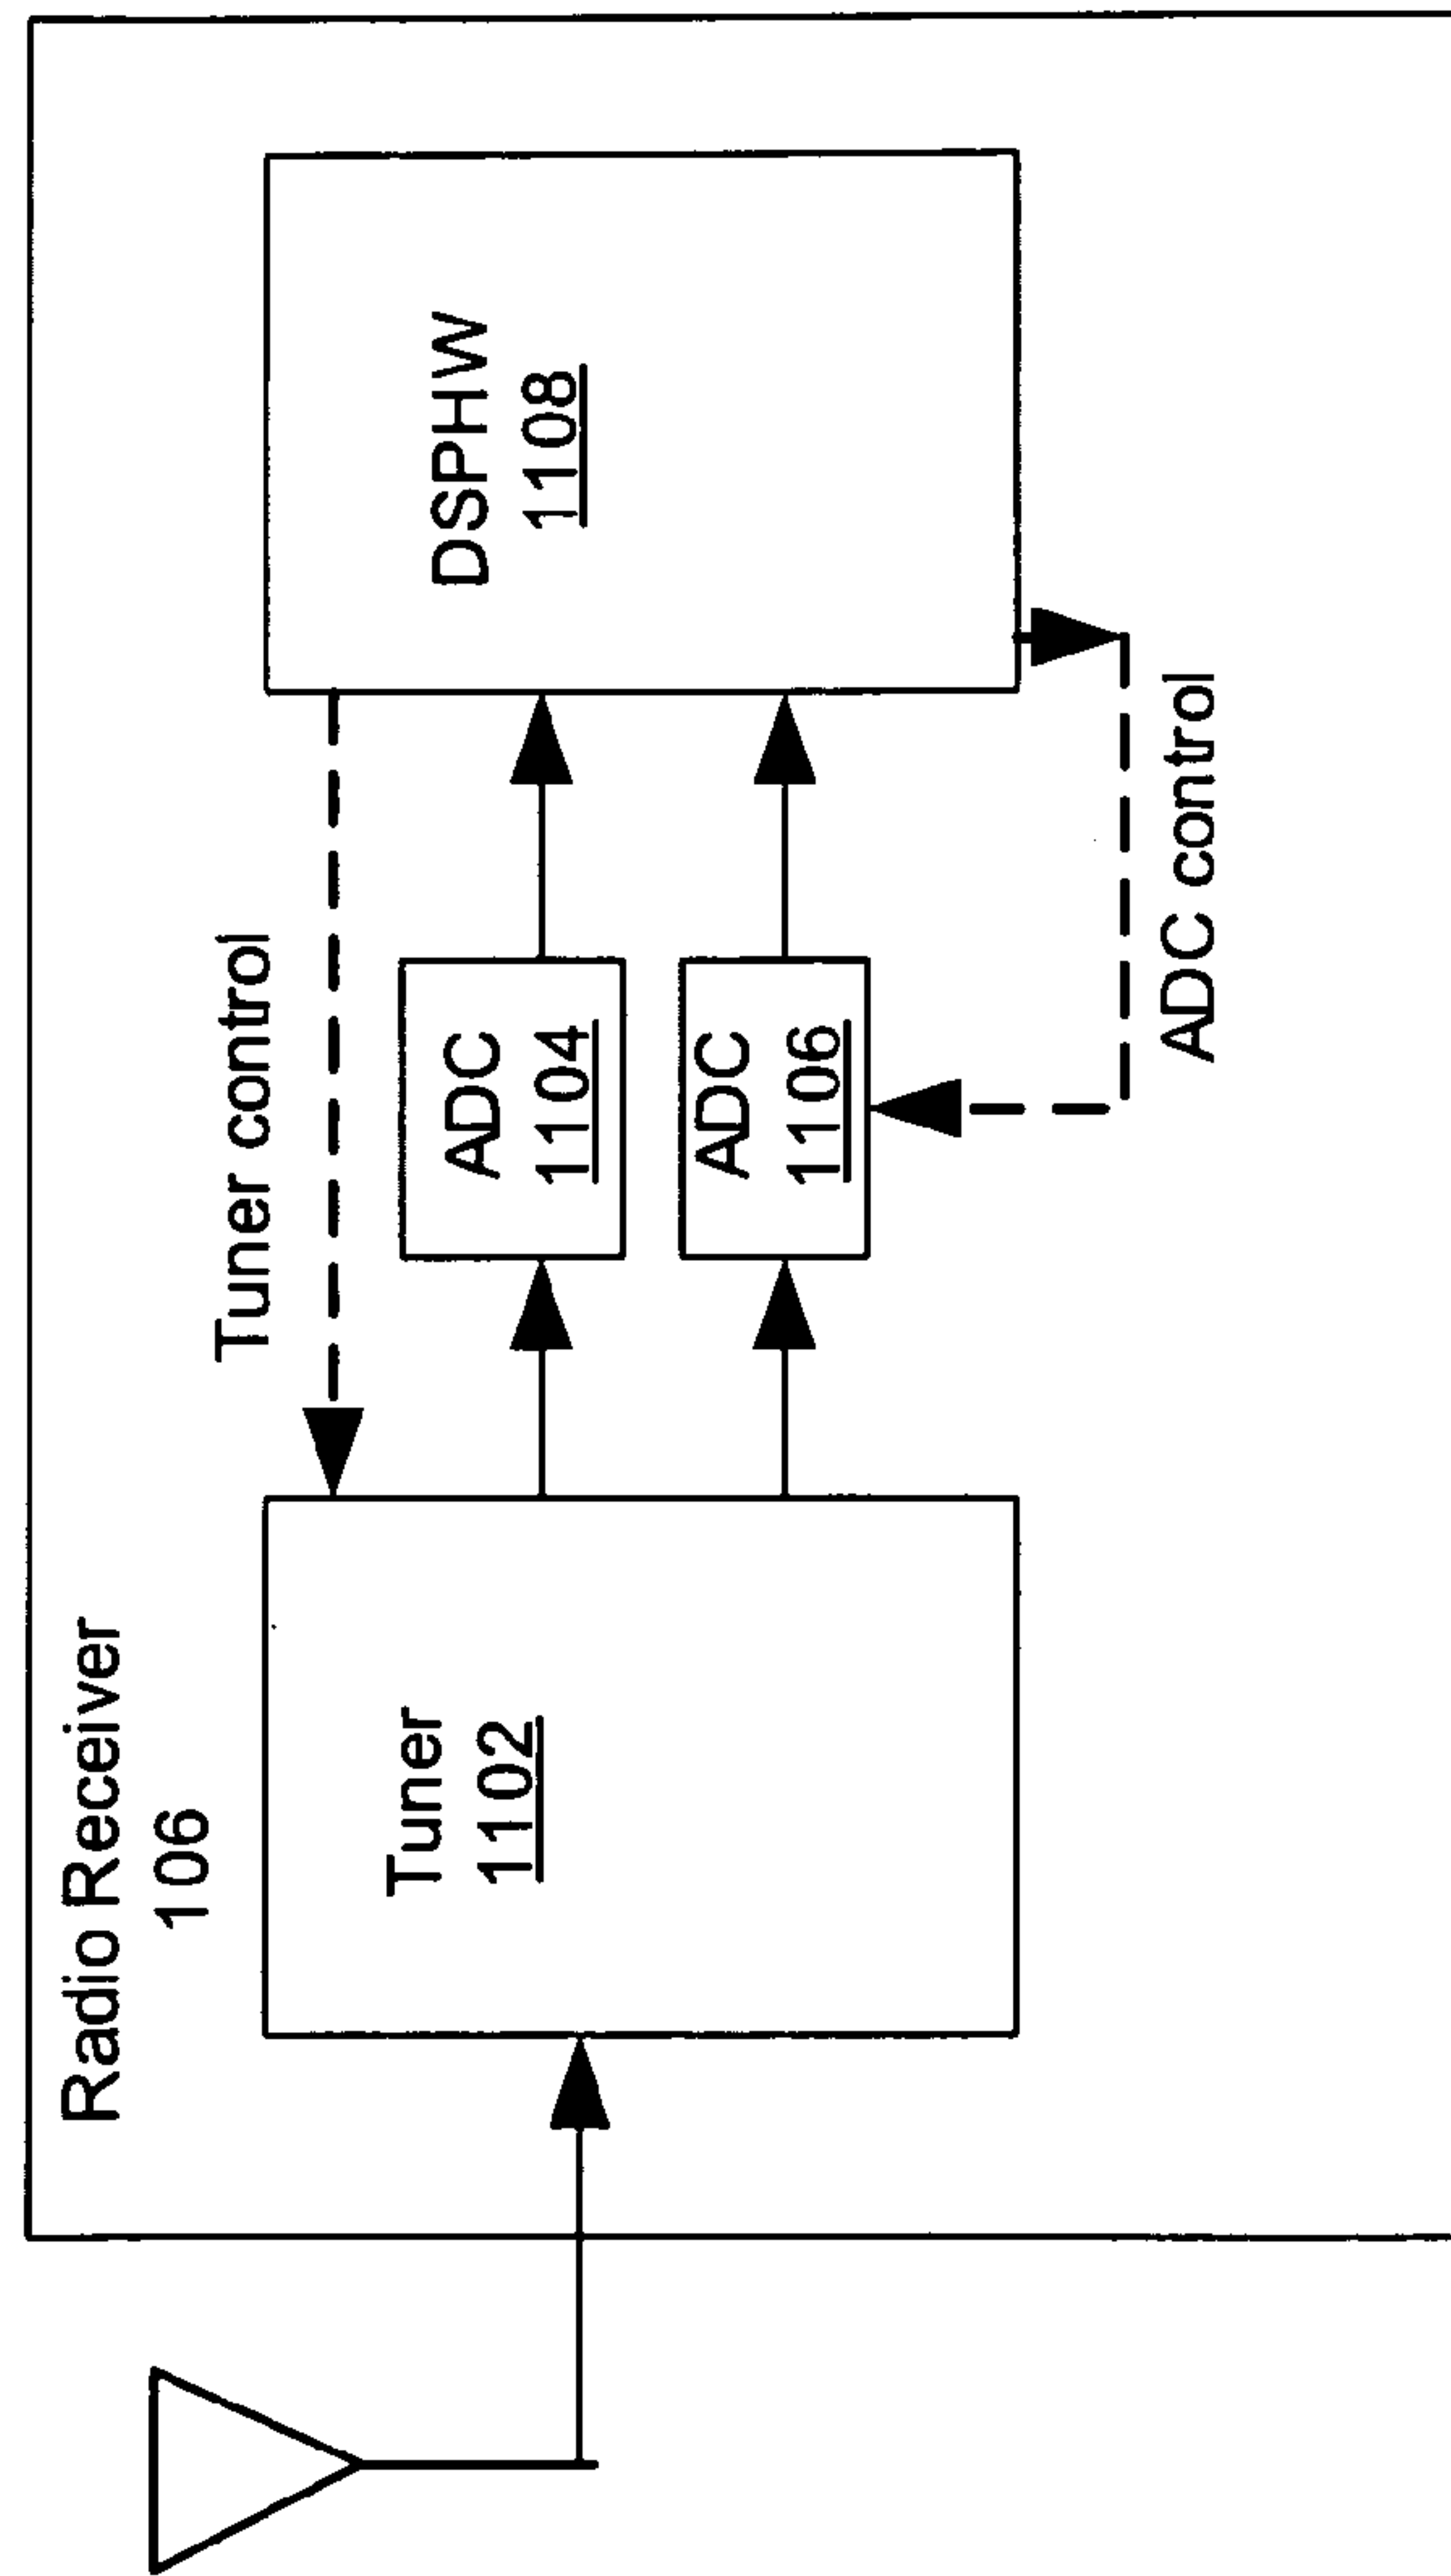 Radio Receiver
106
Tuner control
Tuner
1102
ADC
1104
ADC
1106
DSPHW
1108
ADC control